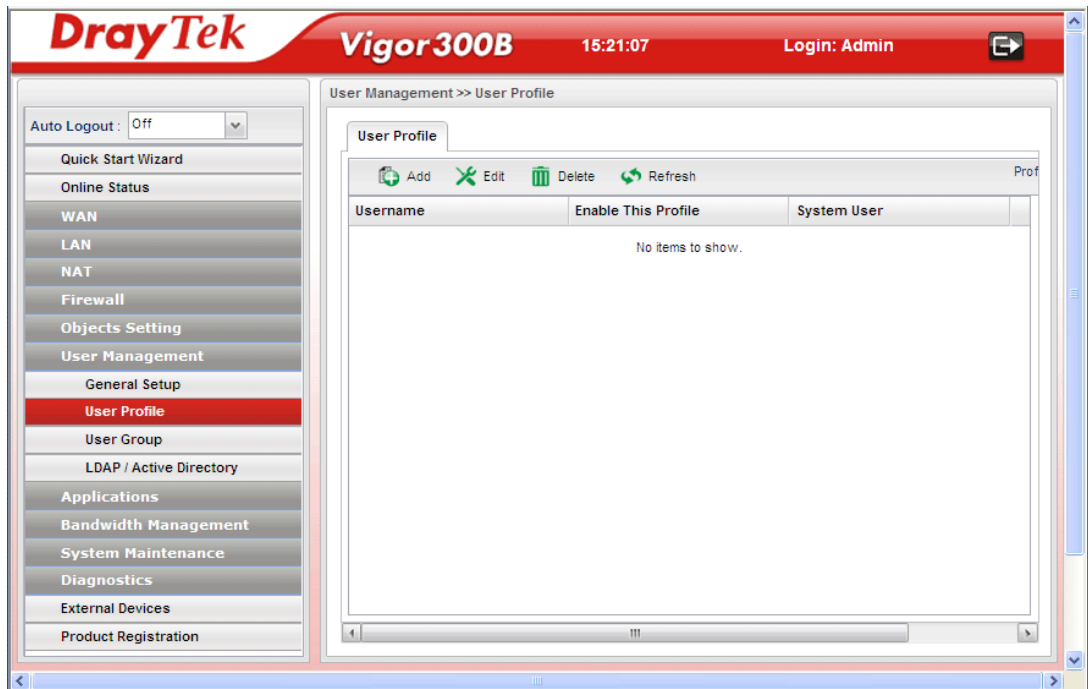 DrayTek
Vigor300B 15:21:07 Login: Admin
Auto Logout : Off
Quick Start Wizard
Online Status
WAN
LAN
NAT
Firewall
Objects Setting
User Management
General Setup
User Profile
User Group
LDAP / Active Directory
Applications
Bandwidth Management
System Maintenance
Diagnostics
External Devices
Product Registration
User Management >> User Profile
User Profile
Add Edit Delete Refresh Prof
Username Enable This Profile System User
No items to show.